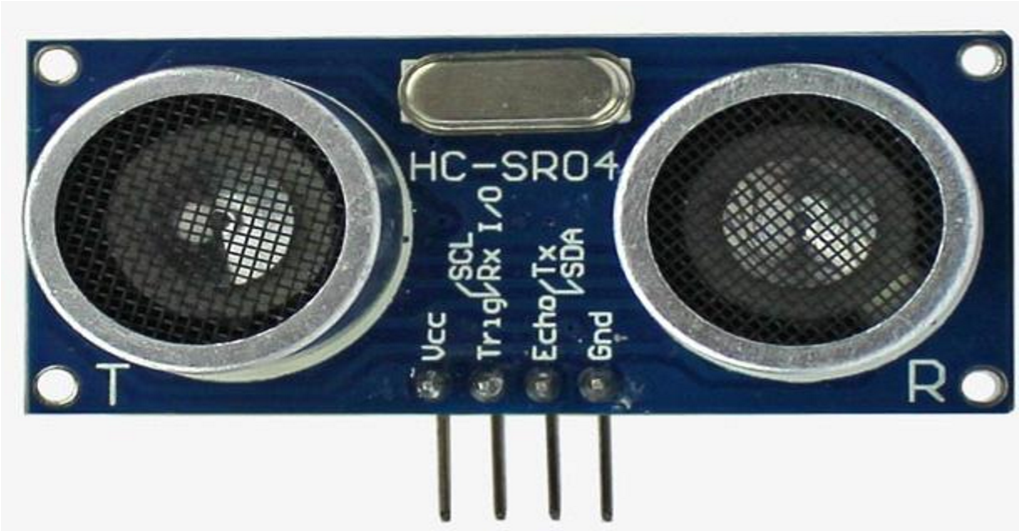 HC-SR04
Vcc
Trig/Rx I/O
/SCL
Echo/Tx
/SDA
Gnd
T
R